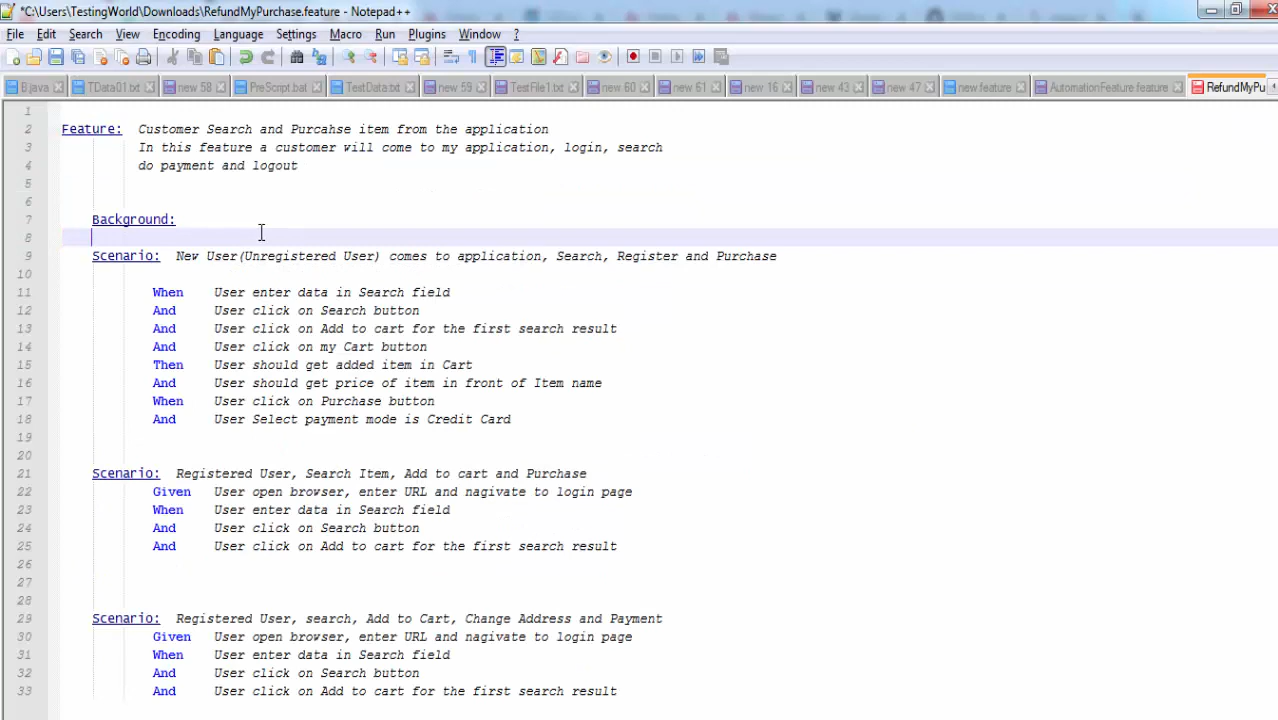 *C:\Users\TestingWorld\Downloads\RefundMyPurchase.feature - Notepad++
File Edit Search View Encoding Language Settings Macro Run Plugins Window ?
B.java TData01.txt new 58 PreScript.bat TestData.txt new 59 TestFile1.txt new 60 new 61 new 16 new 43 new 47 new.feature AutomationFeature.feature RefundMyPu
1
2 Feature: Customer Search and Purcahse item from the application
3 In this feature a customer will come to my application, login, search
4 do payment and logout
5
6
7 Background:
8
9 Scenario: New User(Unregistered User) comes to application, Search, Register and Purchase
10
11 When User enter data in Search field
12 And User click on Search button
13 And User click on Add to cart for the first search result
14 And User click on my Cart button
15 Then User should get added item in Cart
16 And User should get price of item in front of Item name
17 When User click on Purchase button
18 And User Select payment mode is Credit Card
19
20
21 Scenario: Registered User, Search Item, Add to cart and Purchase
22 Given User open browser, enter URL and nagivate to login page
23 When User enter data in Search field
24 And User click on Search button
25 And User click on Add to cart for the first search result
26
27
28
29 Scenario: Registered User, search, Add to Cart, Change Address and Payment
30 Given User open browser, enter URL and nagivate to login page
31 When User enter data in Search field
32 And User click on Search button
33 And User click on Add to cart for the first search result